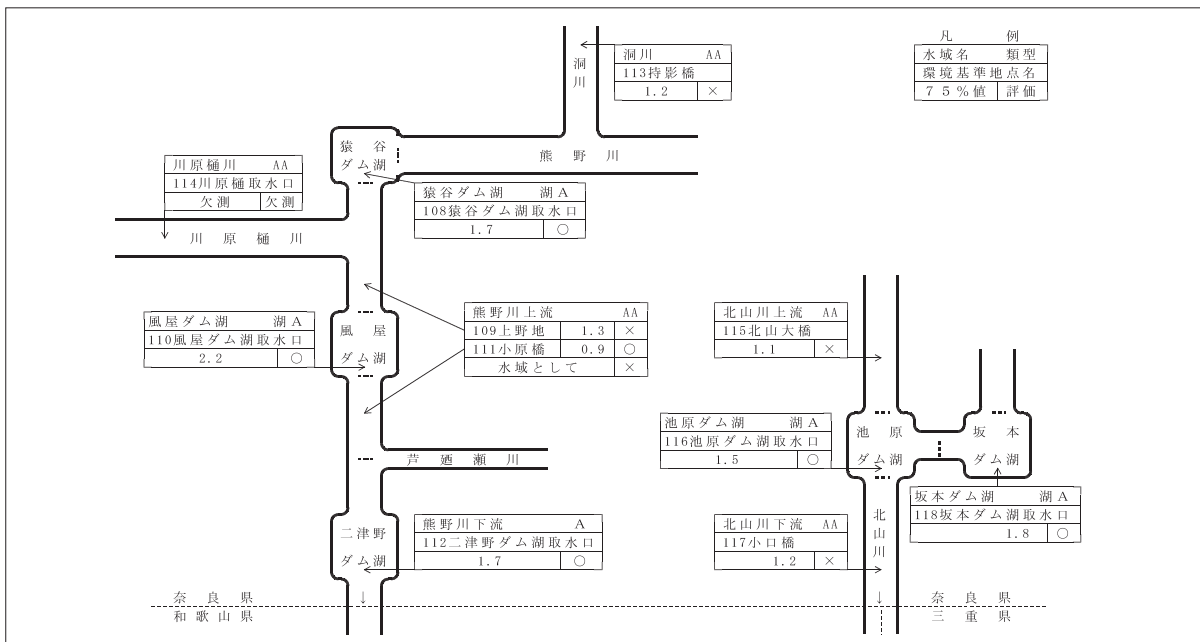 凡 例
水域名 類型
環境基準地点名
75%値 評価
洞川 AA
113持影橋
1.2 ×
洞川
猿谷
ダム湖
熊野川
川原樋川 AA
114川原樋取水口
欠測 欠測
猿谷ダム湖 湖A
108猿谷ダム湖取水口
1.7 ○
川原樋川
熊野川上流 AA
109上野地 1.3 ×
111小原橋 0.9 ○
水域として ×
北山川上流 AA
115北山大橋
1.1 ×
風屋ダム湖 湖A
110風屋ダム湖取水口
2.2 ○
風屋
ダム湖
池原ダム湖 湖A
116池原ダム湖取水口
1.5 ○
池原
ダム湖
坂本
ダム湖
芦廼瀬川
坂本ダム湖 湖A
118坂本ダム湖取水口
1.8 ○
二津野
ダム湖
熊野川下流 A
112二津野ダム湖取水口
1.7 ○
北山川下流 AA
117小口橋
1.2 ×
北山川
奈良県
和歌山県
↓
↓
奈良県
三重県